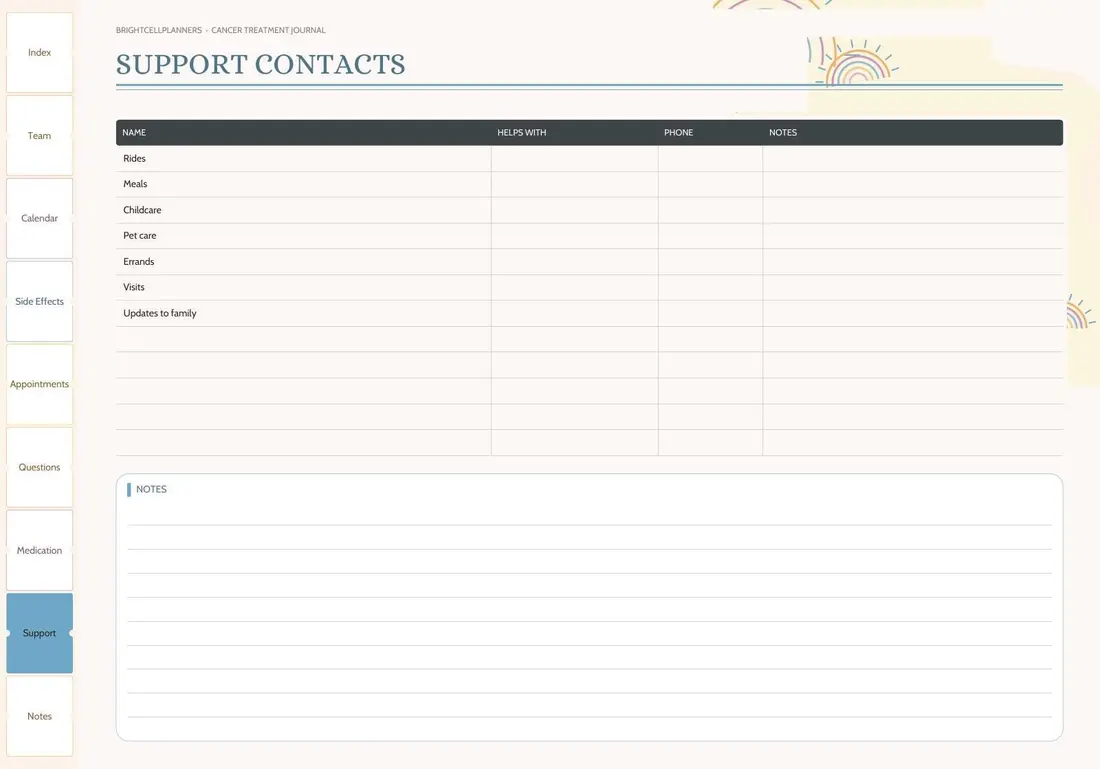 BRIGHTCELLPLANNERS · CANCER TREATMENT JOURNAL
SUPPORT CONTACTS
NAME HELPS WITH PHONE NOTES
Rides
Meals
Childcare
Pet care
Errands
Visits
Updates to family
NOTES
Index
Team
Calendar
Side Effects
Appointments
Questions
Medication
Support
Notes